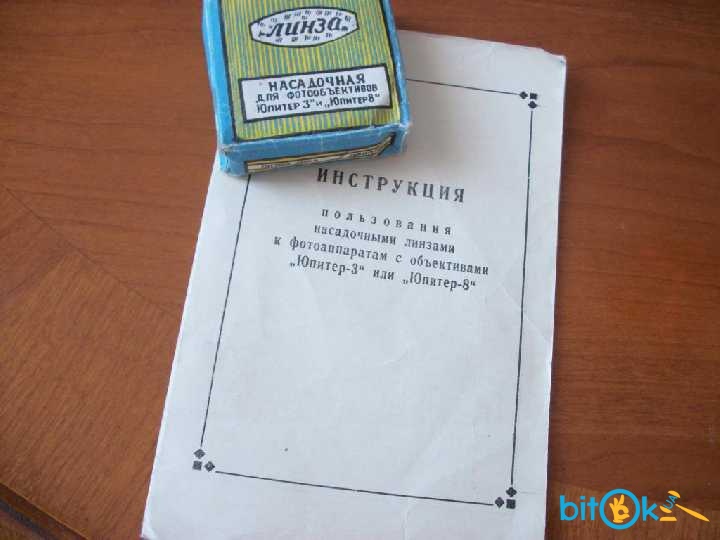 ЛИНЗА
НАСАДОЧНАЯ
ДЛЯ ФОТООБЪЕКТИВОВ
ЮПИТЕР 3" и „ЮПИТЕР 8"
ИНСТРУКЦИЯ
пользования
насадочными линзами
к фотоаппаратам с объективами
„Юпитер-3" или „Юпитер-8"
bitOk